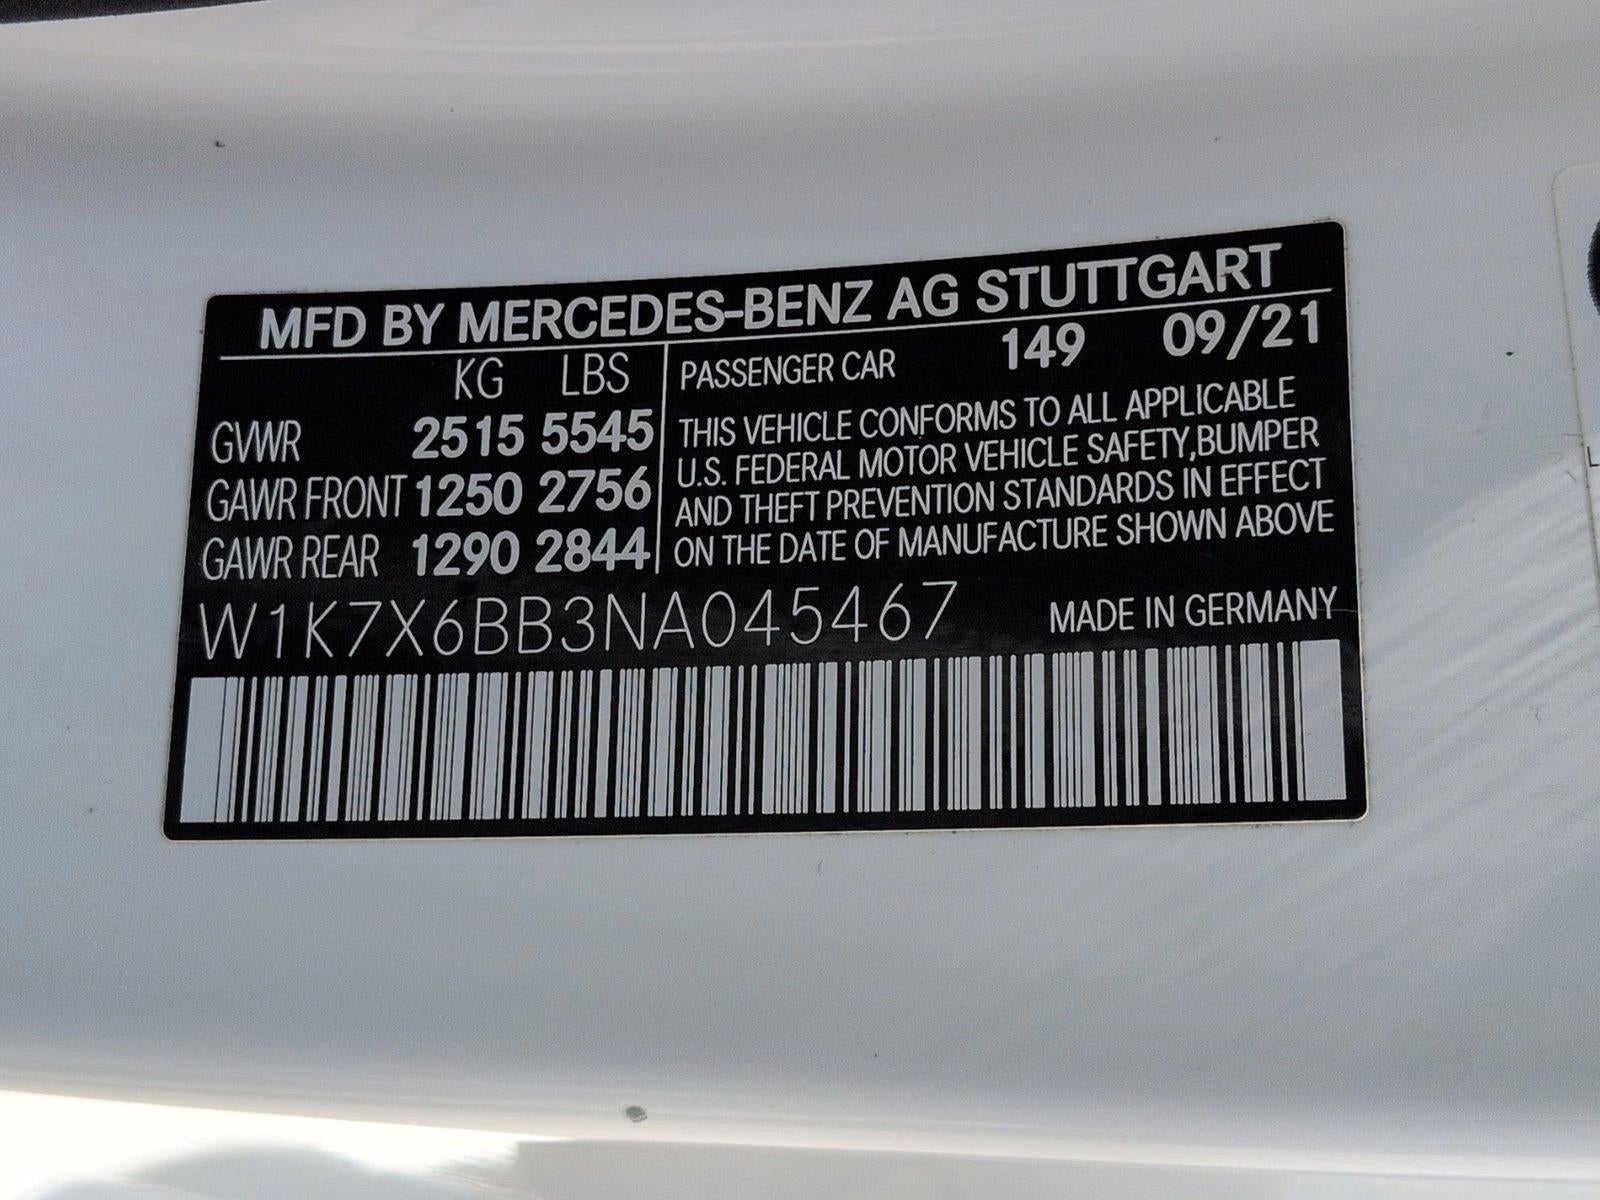 MFD BY MERCEDES-BENZ AG STUTTGART
KG LBS
GVWR 2515 5545
GAWR FRONT 1250 2756
GAWR REAR 1290 2844
PASSENGER CAR 149 09/21
THIS VEHICLE CONFORMS TO ALL APPLICABLE
U.S. FEDERAL MOTOR VEHICLE SAFETY,BUMPER
AND THEFT PREVENTION STANDARDS IN EFFECT
ON THE DATE OF MANUFACTURE SHOWN ABOVE
W1K7X6BB3NA045467 MADE IN GERMANY